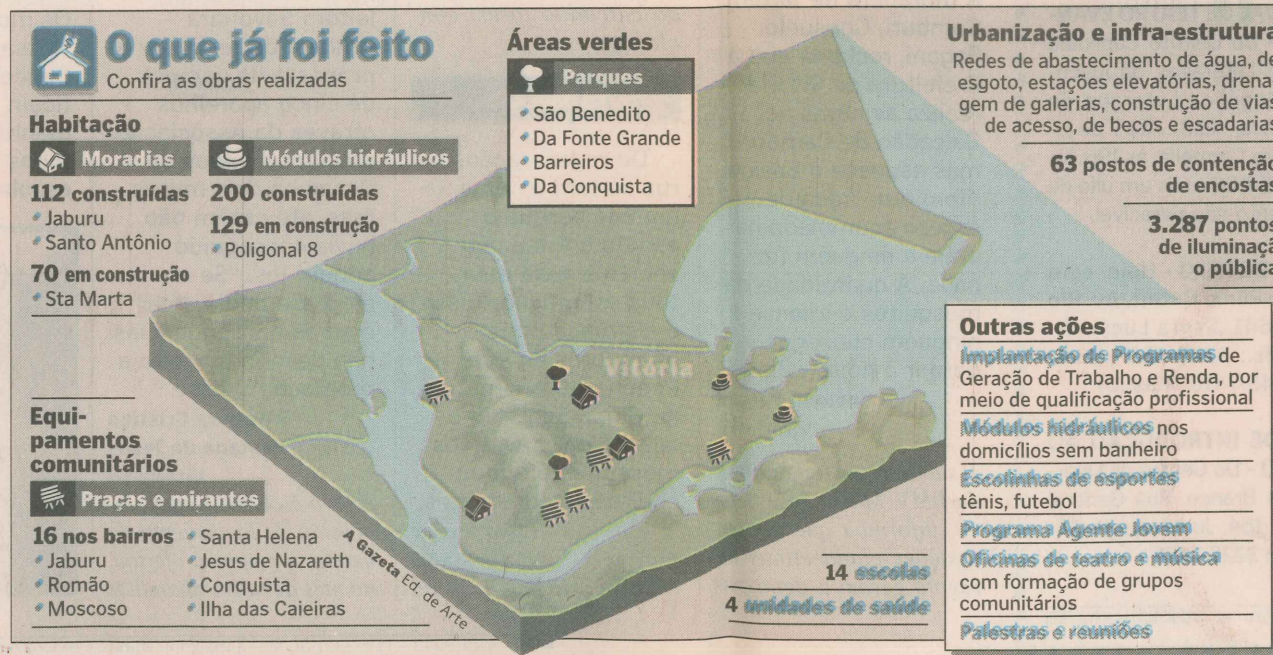 O que já foi feito
Confira as obras realizadas
Habitação
Moradias
112 construídas
Jaburu
Santo Antônio
70 em construção
Sta Marta
Módulos hidráulicos
200 construídas
129 em construção
Poligonal 8
Equi-
pamentos
comunitários
Praças e mirantes
16 nos bairros
Jaburu
Romão
Moscoso
Santa Helena
Jesus de Nazareth
Conquista
Ilha das Caieiras
Áreas verdes
Parques
São Benedito
Da Fonte Grande
Barreiros
Da Conquista
Vitória
A Gazeta Ed. de Arte
14 escolas
4 unidades de saúde
Urbanização e infra-estrutura
Redes de abastecimento de água, de
esgoto, estações elevatórias, drena-
gem de galerias, construção de vias
de acesso, de becos e escadarias
63 postos de contenção
de encostas
3.287 pontos
de iluminaçã
o pública
Outras ações
Implantação de Programas de
Geração de Trabalho e Renda, por
meio de qualificação profissional
Módulos hidráulicos nos
domicílios sem banheiro
Escolinhas de esportes
tênis, futebol
Programa Agente Jovem
Oficinas de teatro e música
com formação de grupos
comunitários
Palestras e reuniões